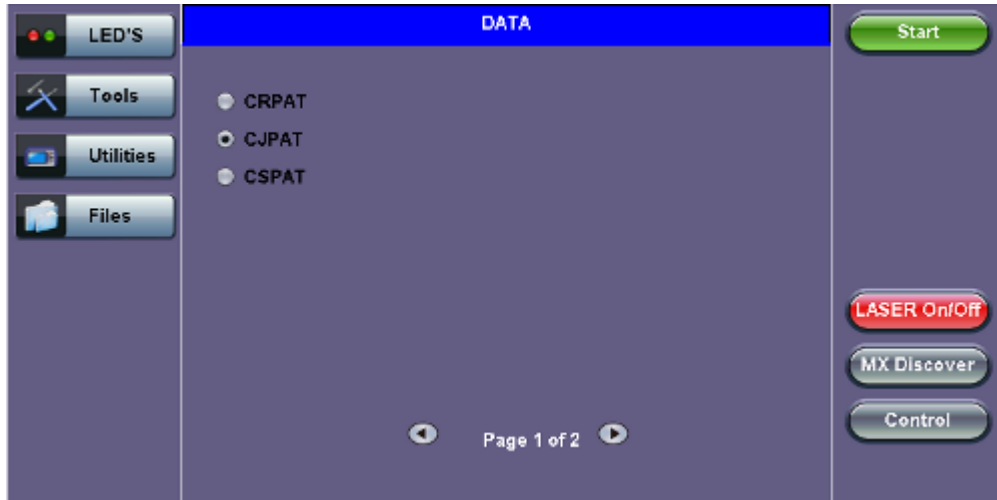 LED'S
Tools
Utilities
Files
DATA
CRPAT
CJPAT
CSPAT
Page 1 of 2
Start
LASER On/Off
MX Discover
Control